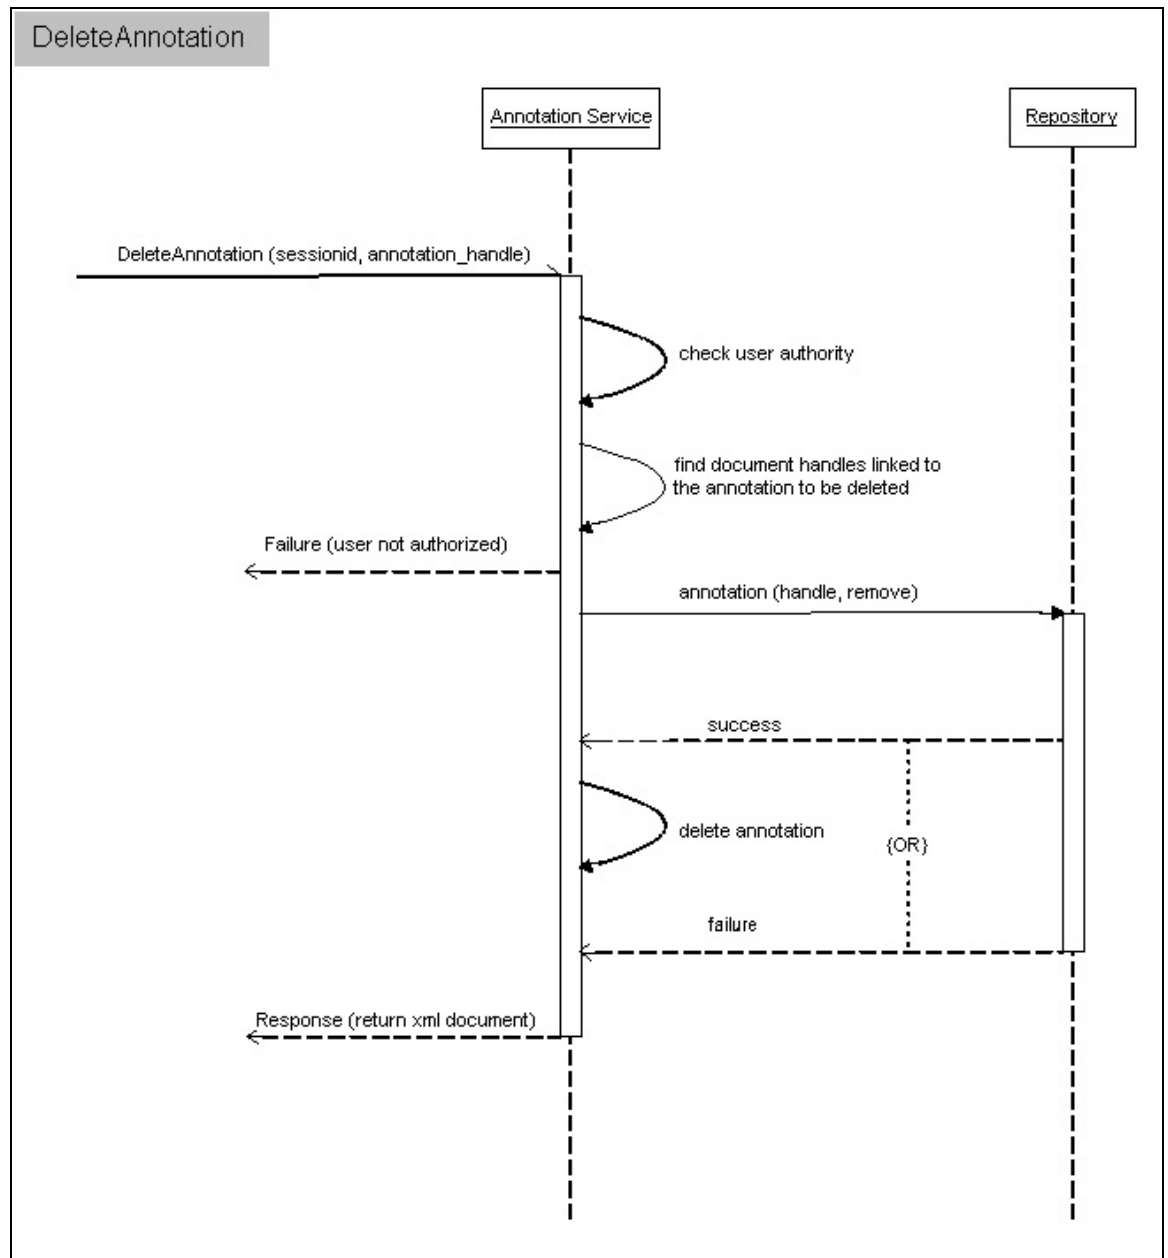 DeleteAnnotation
Annotation Service
Repository
DeleteAnnotation (sessionid, annotation_handle)
check user authority
find document handles linked to
the annotation to be deleted
Failure (user not authorized)
annotation (handle, remove)
success
delete annotation
{OR}
failure
Response (return xml document)